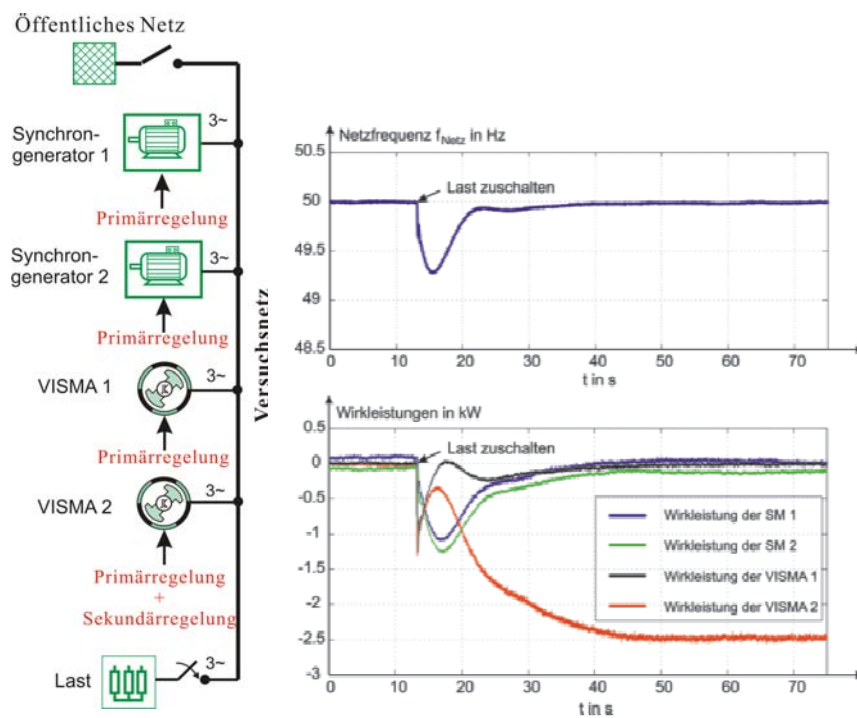 Öffentliches Netz
Synchron-
generator 1
3~
Primärregelung
Synchron-
generator 2
3~
Primärregelung
VISMA 1
3~
Primärregelung
VISMA 2
3~
Primärregelung
+
Sekundärregelung
Last
3~
Versuchsnetz
Netzfrequenz fNetz in Hz
50.5
50
49.5
49
48.5
Last zuschalten
0 10 20 30 40 50 60 70
t in s
Wirkleistungen in kW
0.5
0
-0.5
-1
-1.5
-2
-2.5
-3
Last zuschalten
Wirkleistung der SM 1
Wirkleistung der SM 2
Wirkleistung der VISMA 1
Wirkleistung der VISMA 2
0 10 20 30 40 50 60 70
t in s